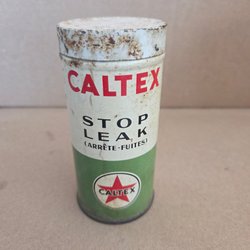 CALTEX
STOP
LEAK
(ARRÊTE-FUITES)
CALTEX